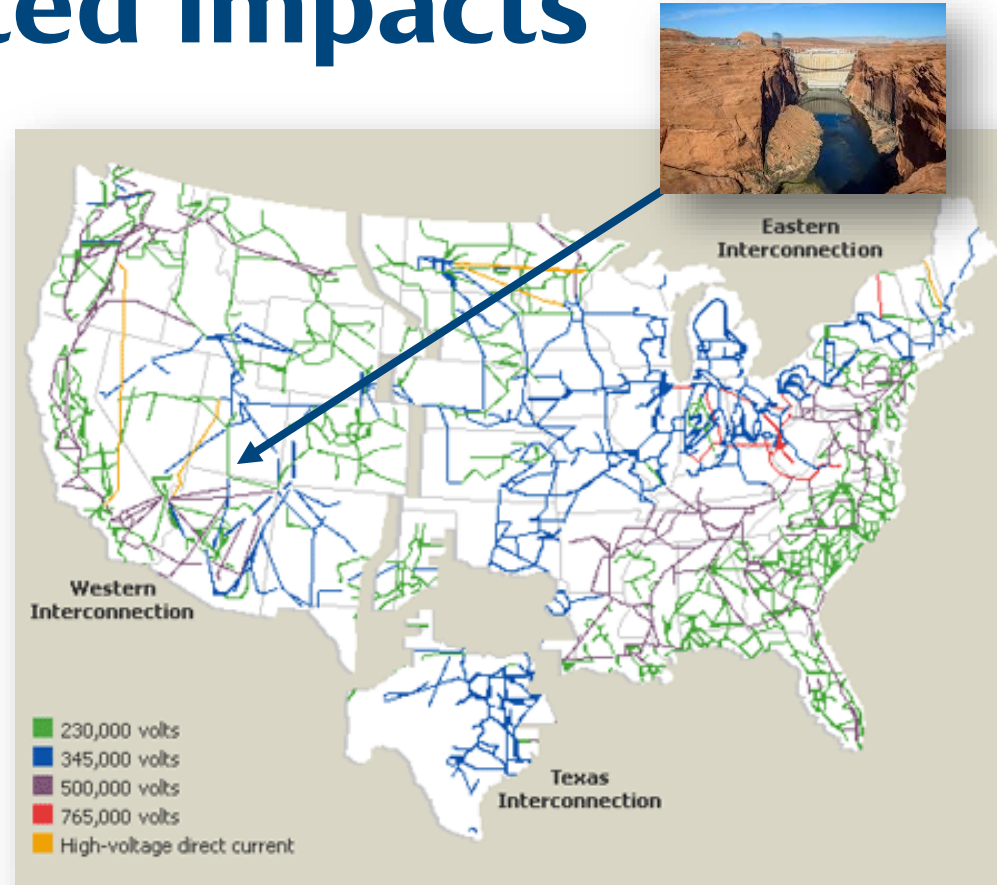 Impacts
Eastern
Interconnection
Western
Interconnection
230,000 volts
345,000 volts
500,000 volts
765,000 volts
High-voltage direct current
Texas
Interconnection